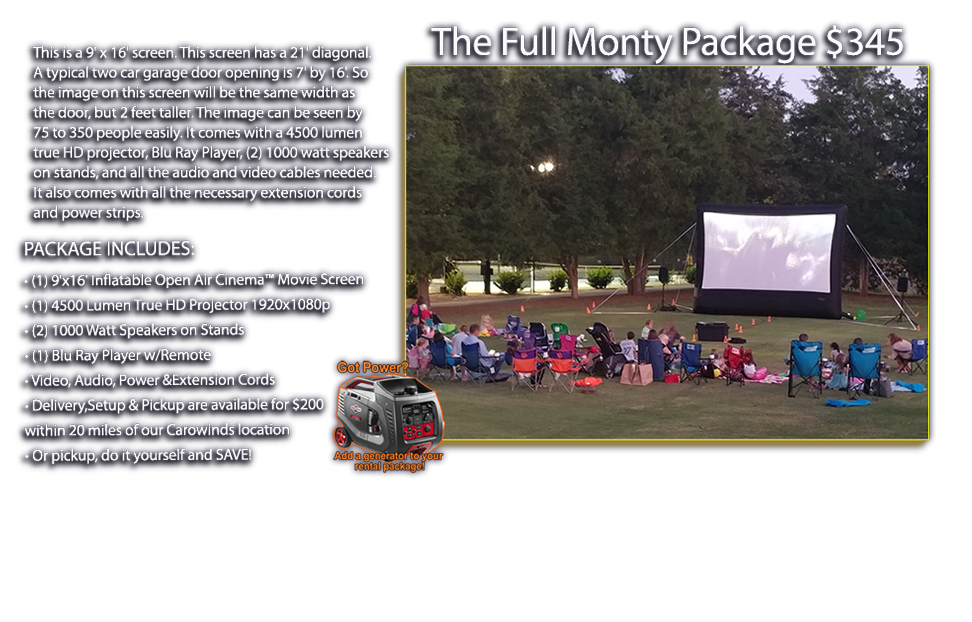 The Full Monty Package $345
This is a 9' x 16' screen. This screen has a 21' diagonal.
A typical two car garage door opening is 7' by 16'. So
the image on this screen will be the same width as
the door, but 2 feet taller. The image can be seen by
75 to 350 people easily. It comes with a 4500 lumen
true HD projector, Blu Ray Player, (2) 1000 watt speakers
on stands, and all the audio and video cables needed.
It also comes with all the necessary extension cords
and power strips.
PACKAGE INCLUDES:
• (1) 9'x16' Inflatable Open Air Cinema™ Movie Screen
• (1) 4500 Lumen True HD Projector 1920x1080p
• (2) 1000 Watt Speakers on Stands
• (1) Blu Ray Player w/Remote
• Video, Audio, Power &Extension Cords
• Delivery,Setup & Pickup are available for $200
within 20 miles of our Carowinds location
• Or pickup, do it yourself and SAVE!
Got Power?
Add a generator to your
rental package!